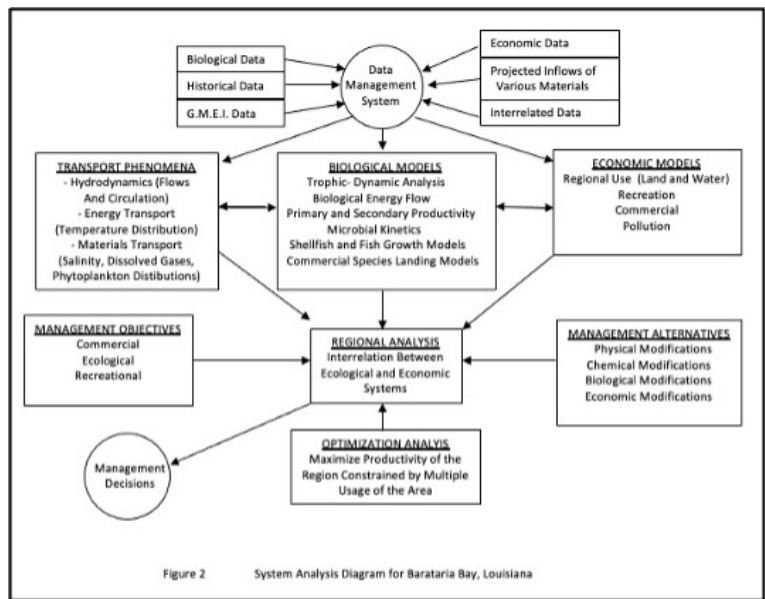 Biological Data
Historical Data
G.M.E.I. Data
Data
Management
System
Economic Data
Projected Inflows of
Various Materials
Interrelated Data
TRANSPORT PHENOMENA
- Hydrodynamics (Flows
And Circulation)
- Energy Transport
(Temperature Distribution)
- Materials Transport
(Salinity, Dissolved Gases,
Phytoplankton Distibutions)
BIOLOGICAL MODELS
Trophic- Dynamic Analysis
Biological Energy Flow
Primary and Secondary Productivity
Microbial Kinetics
Shellfish and Fish Growth Models
Commercial Species Landing Models
ECONOMIC MODELS
Regional Use (Land and Water)
Recreation
Commercial
Pollution
MANAGEMENT OBJECTIVES
Commercial
Ecological
Recreational
REGIONAL ANALYSIS
Interrelation Between
Ecological and Economic
Systems
MANAGEMENT ALTERNATIVES
Physical Modifications
Chemical Modifications
Biological Modifications
Economic Modifications
Management
Decisions
OPTIMIZATION ANALYIS
Maximize Productivity of the
Region Constrained by Multiple
Usage of the Area
Figure 2 System Analysis Diagram for Barataria Bay, Louisiana